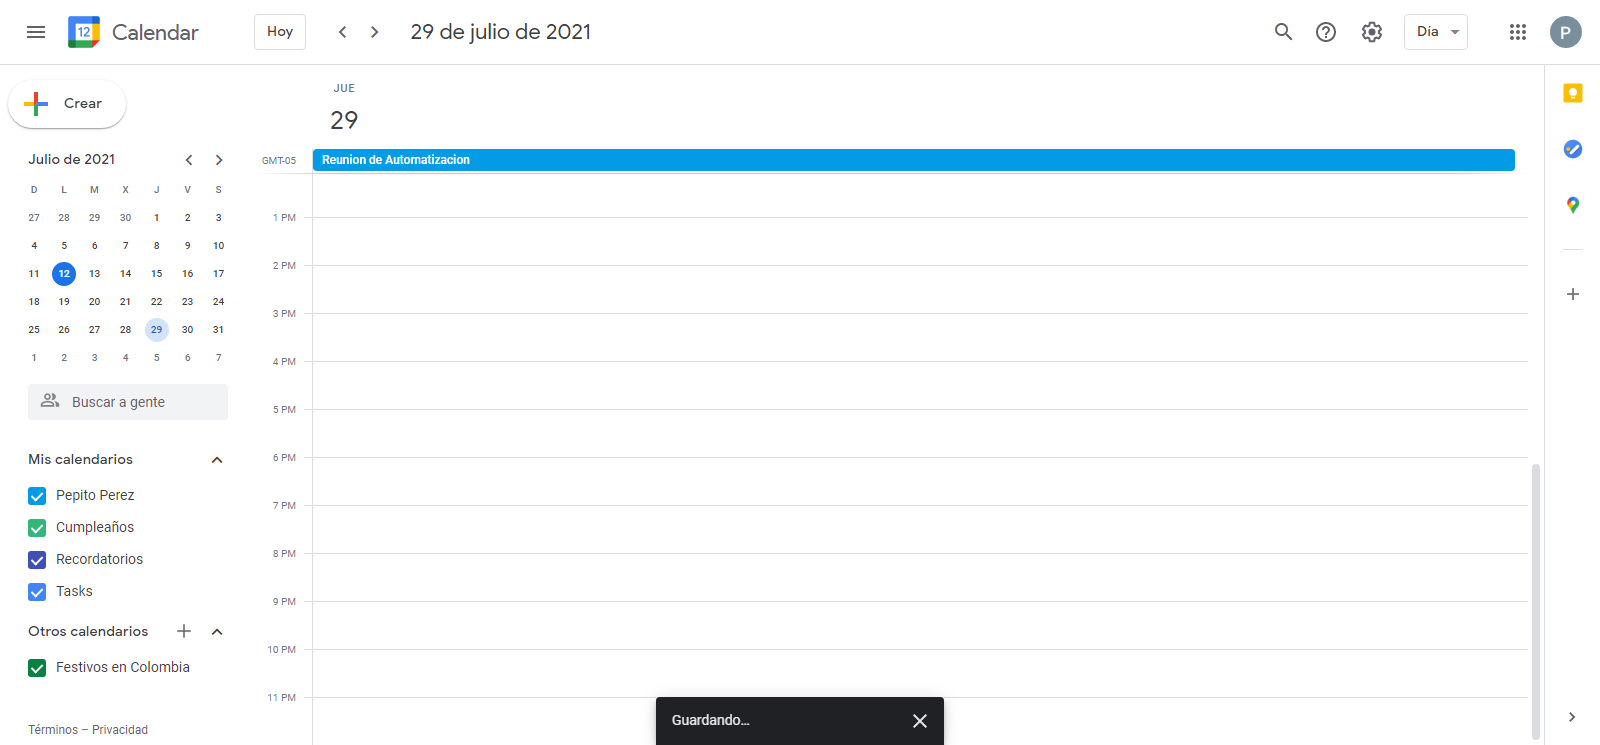 12
Calendar
Hoy
29 de julio de 2021
Día
P
Crear
JUE
29
Julio de 2021
GMT-05
Reunion de Automatizacion
D L M X J V S
27 28 29 30 1 2 3
4 5 6 7 8 9 10
11 12 13 14 15 16 17
18 19 20 21 22 23 24
25 26 27 28 29 30 31
1 2 3 4 5 6 7
Buscar a gente
Mis calendarios
Pepito Perez
Cumpleaños
Recordatorios
Tasks
Otros calendarios
Festivos en Colombia
Términos – Privacidad
1 PM
2 PM
3 PM
4 PM
5 PM
6 PM
7 PM
8 PM
9 PM
10 PM
11 PM
Guardando...